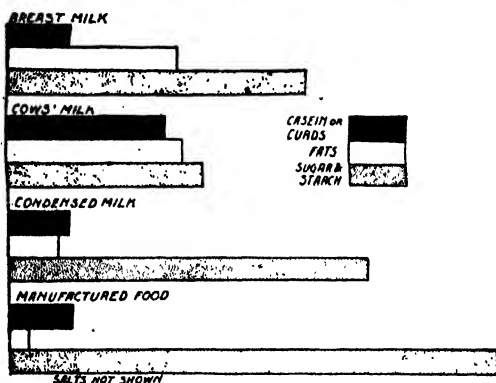 BREAST MILK
COWS' MILK
CASEIN OR
CURDS
FATS
SUGAR &
STARCH
CONDENSED MILK
MANUFACTURED FOOD
SALTS NOT SHOWN